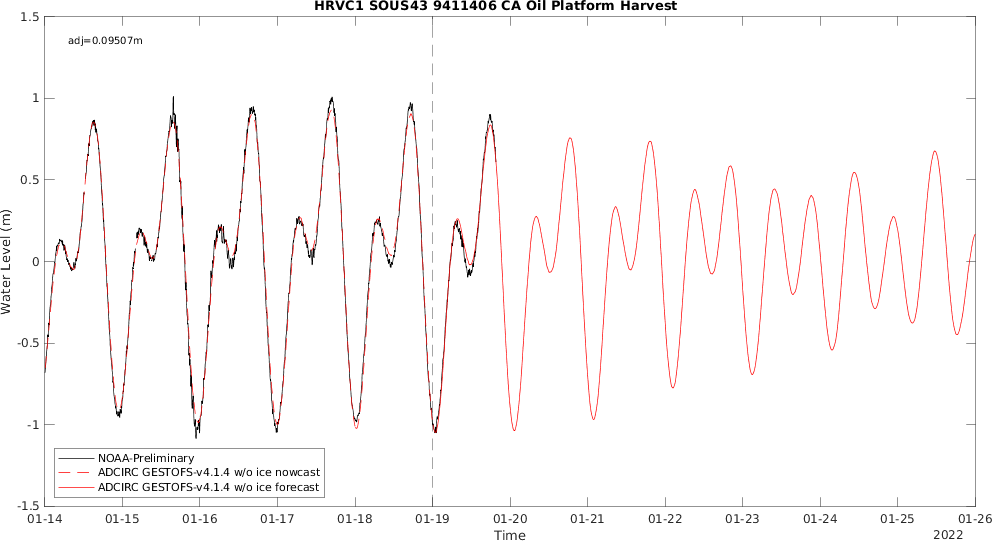 HRVC1 SOUS43 9411406 CA Oil Platform Harvest
adj=0.09507m
1.5
1
0.5
0
-0.5
-1
-1.5
Water Level (m)
NOAA-Preliminary
ADCIRC GESTOFS-v4.1.4 w/o ice nowcast
ADCIRC GESTOFS-v4.1.4 w/o ice forecast
01-14 01-15 01-16 01-17 01-18 01-19 01-20 01-21 01-22 01-23 01-24 01-25 01-26
Time
2022